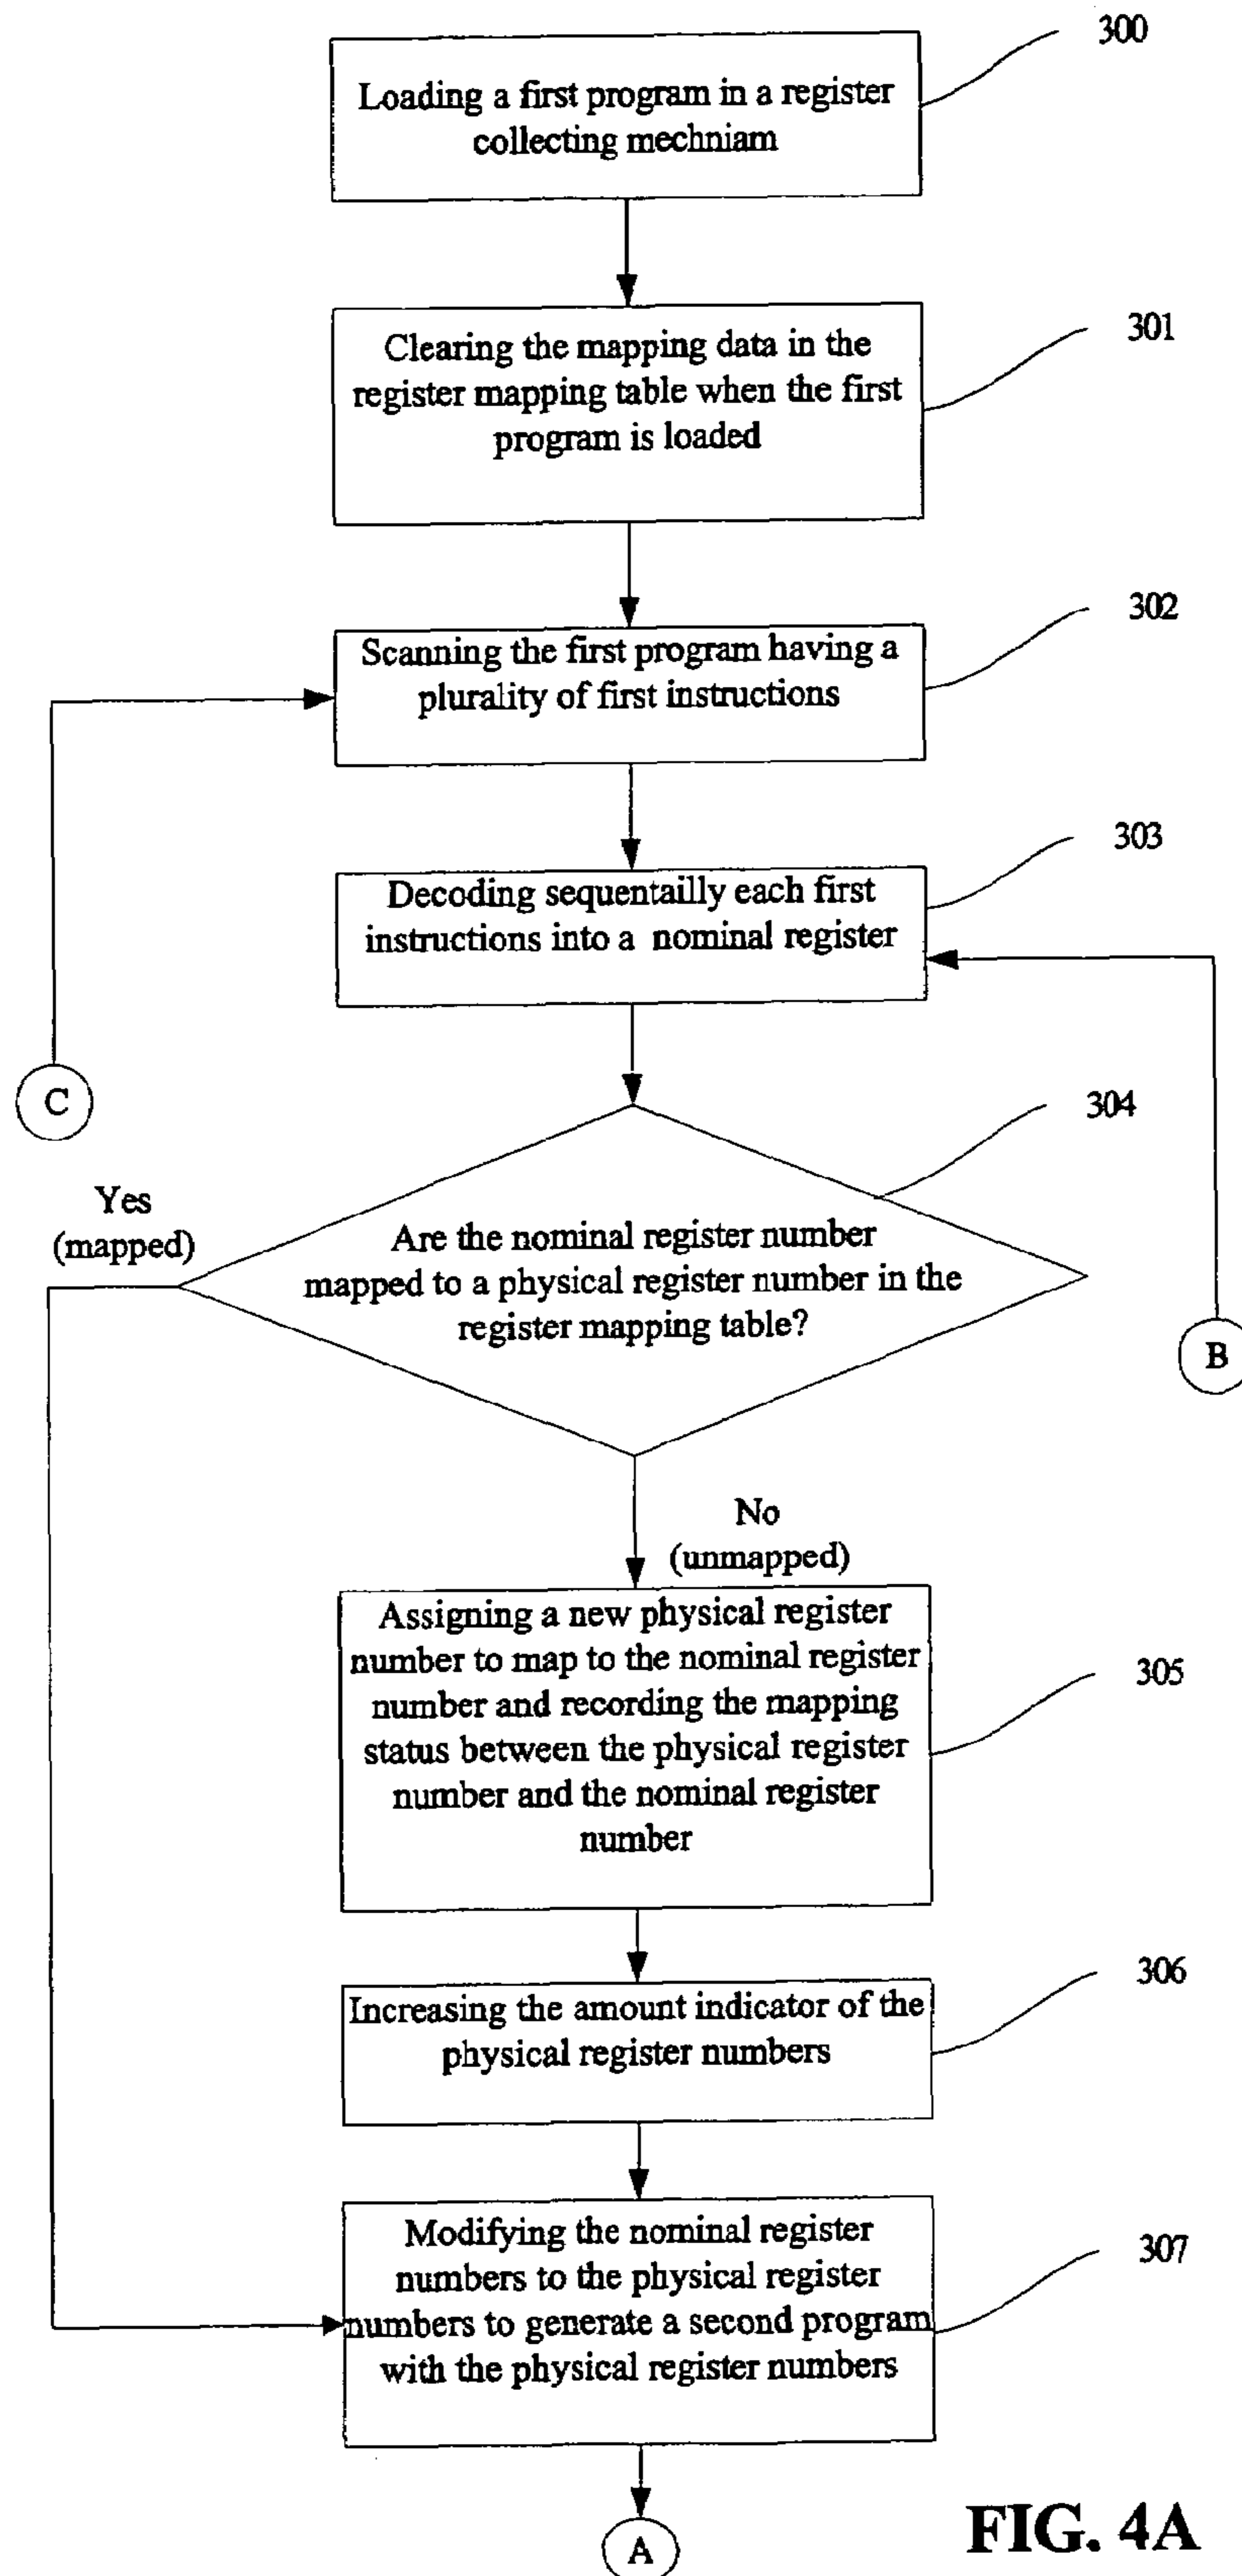 300
Loading a first program in a register
collecting mechniam
301
Clearing the mapping data in the
register mapping table when the first
program is loaded
302
Scanning the first program having a
plurality of first instructions
303
Decoding sequentailly each first
instructions into a nominal register
C
304
Yes
(mapped)
Are the nominal register number
mapped to a physical register number in the
register mapping table?
B
No
(unmapped)
Assigning a new physical register
number to map to the nominal register
number and recording the mapping
status between the physical register
number and the nominal register
number
305
306
Increasing the amount indicator of the
physical register numbers
Modifying the nominal register
numbers to the physical register
numbers to generate a second program
with the physical register numbers
307
A
FIG. 4A